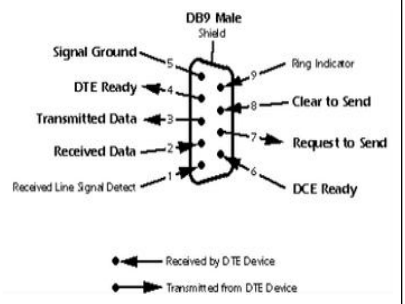 DB9 Male
Shield
Signal Ground
5
9
Ring Indicator
DTE Ready
4
8
Clear to Send
Transmitted Data
3
7
Request to Send
Received Data
2
6
DCE Ready
Received Line Signal Detect
1
Received by DTE Device
Transmitted from DTE Device